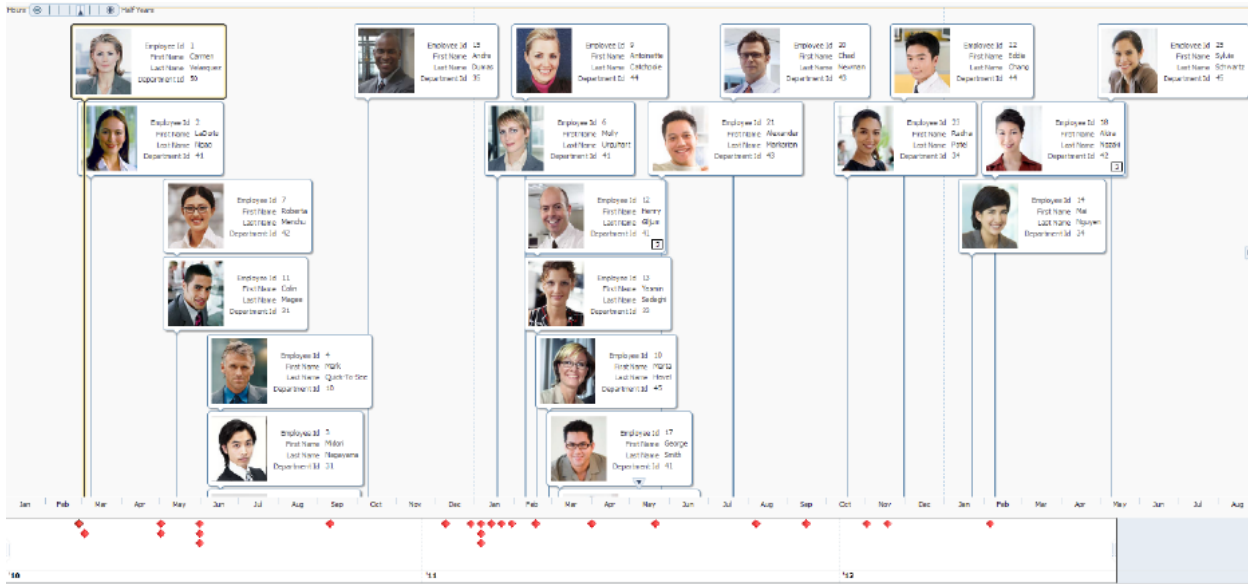 Hours Half Years
Employee Id 1
First Name Carmen
Last Name Velasquez
Department Id 50
Employee Id 15
First Name Andre
Last Name Dumas
Department Id 35
Employee Id 9
First Name Antoinette
Last Name Catchpole
Department Id 44
Employee Id 20
First Name Chad
Last Name Newman
Department Id 43
Employee Id 22
First Name Eddie
Last Name Chang
Department Id 44
Employee Id 25
First Name Sylvie
Last Name Schwartz
Department Id 45
Employee Id 2
First Name LaDoris
Last Name Ngao
Department Id 41
Employee Id 6
First Name Molly
Last Name Urquhart
Department Id 41
Employee Id 21
First Name Alexander
Last Name Markarian
Department Id 43
Employee Id 23
First Name Radha
Last Name Patel
Department Id 34
Employee Id 18
First Name Akira
Last Name Nozaki
Department Id 42
Employee Id 7
First Name Roberta
Last Name Menchu
Department Id 42
Employee Id 12
First Name Henry
Last Name Giljum
Department Id 41
Employee Id 14
First Name Mai
Last Name Nguyen
Department Id 34
Employee Id 11
First Name Colin
Last Name Magee
Department Id 31
Employee Id 13
First Name Yasmin
Last Name Sedeghi
Department Id 35
Employee Id 4
First Name Mark
Last Name Quick-To-See
Department Id 10
Employee Id 10
First Name Marta
Last Name Havel
Department Id 45
Employee Id 3
First Name Midori
Last Name Nagayama
Department Id 31
Employee Id 17
First Name George
Last Name Smith
Department Id 41
Jan Feb Mar Apr May Jun Jul Aug Sep Oct Nov Dec Jan Feb Mar Apr May Jun Jul Aug Sep Oct Nov Dec Jan Feb Mar Apr May Jun Jul Aug
'10 '11 '12